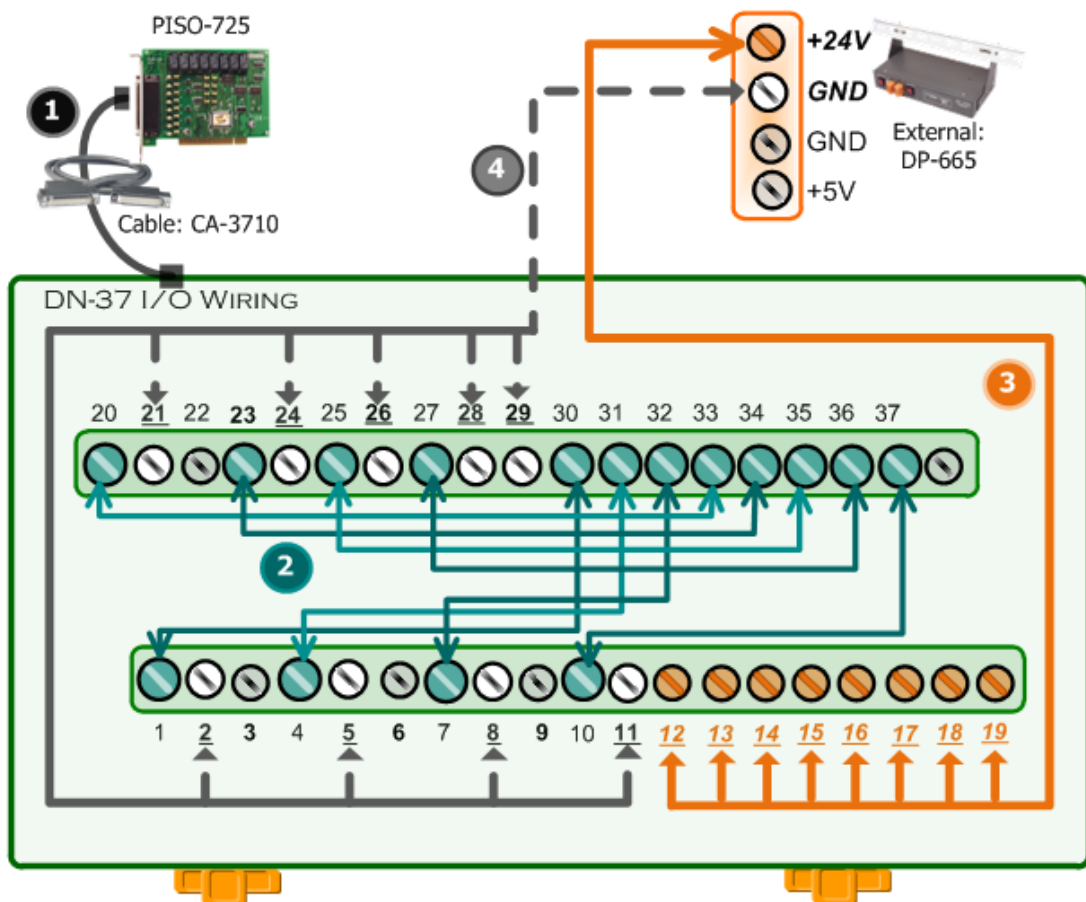 PISO-725
1
Cable: CA-3710
4
+24V
GND
GND
+5V
External:
DP-665
DN-37 I/O WIRING
3
20 21 22 23 24 25 26 27 28 29 30 31 32 33 34 35 36 37
2
1 2 3 4 5 6 7 8 9 10 11 12 13 14 15 16 17 18 19